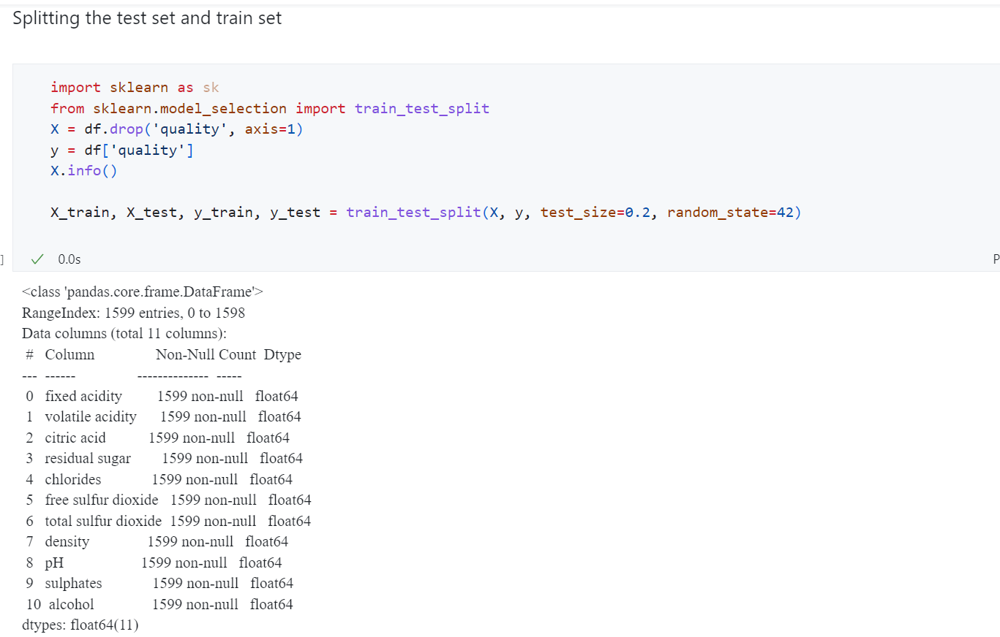 Splitting the test set and train set
import sklearn as sk
from sklearn.model_selection import train_test_split
X = df.drop('quality', axis=1)
y = df['quality']
X.info()
X_train, X_test, y_train, y_test = train_test_split(X, y, test_size=0.2, random_state=42)
] ✓ 0.0s P
<class 'pandas.core.frame.DataFrame'>
RangeIndex: 1599 entries, 0 to 1598
Data columns (total 11 columns):
# Column Non-Null Count Dtype
--- ------ -------------- -----
0 fixed acidity 1599 non-null float64
1 volatile acidity 1599 non-null float64
2 citric acid 1599 non-null float64
3 residual sugar 1599 non-null float64
4 chlorides 1599 non-null float64
5 free sulfur dioxide 1599 non-null float64
6 total sulfur dioxide 1599 non-null float64
7 density 1599 non-null float64
8 pH 1599 non-null float64
9 sulphates 1599 non-null float64
10 alcohol 1599 non-null float64
dtypes: float64(11)